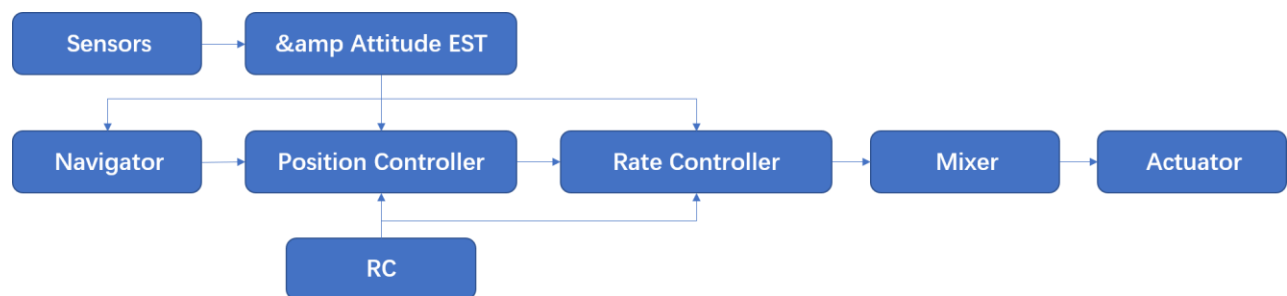 Sensors
&amp Attitude EST
Navigator
Position Controller
Rate Controller
Mixer
Actuator
RC